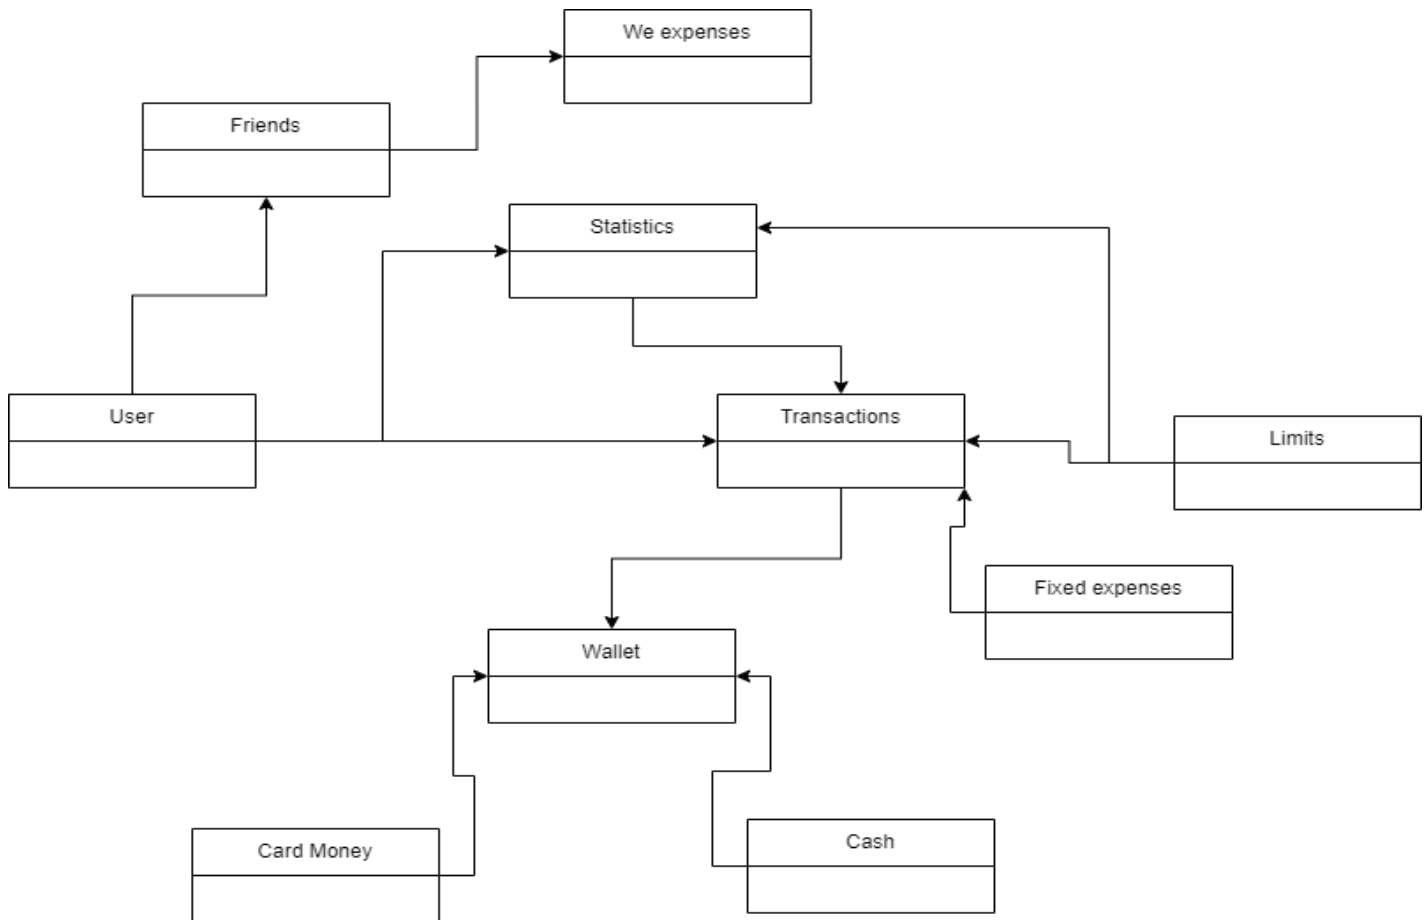 We expenses
Friends
Statistics
User
Transactions
Limits
Fixed expenses
Wallet
Card Money
Cash